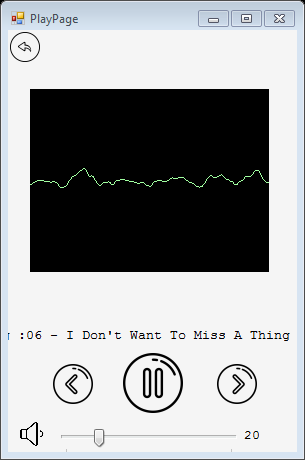 PlayPage
:06 - I Don't Want To Miss A Thing
20